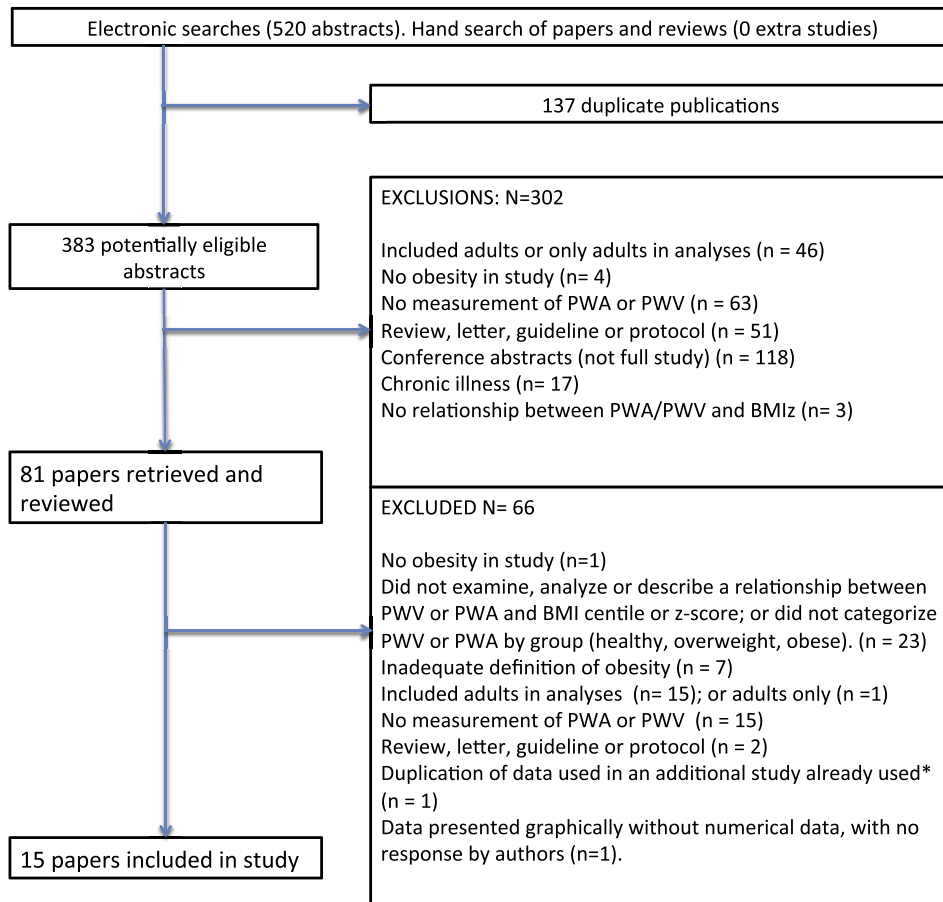 Electronic searches (520 abstracts). Hand search of papers and reviews (0 extra studies)
137 duplicate publications
383 potentially eligible
abstracts
EXCLUSIONS: N=302
Included adults or only adults in analyses (n = 46)
No obesity in study (n= 4)
No measurement of PWA or PWV (n = 63)
Review, letter, guideline or protocol (n = 51)
Conference abstracts (not full study) (n = 118)
Chronic illness (n= 17)
No relationship between PWA/PWV and BMIz (n= 3)
81 papers retrieved and
reviewed
EXCLUDED N= 66
No obesity in study (n=1)
Did not examine, analyze or describe a relationship between
PWV or PWA and BMI centile or z-score; or did not categorize
PWV or PWA by group (healthy, overweight, obese). (n = 23)
Inadequate definition of obesity (n = 7)
Included adults in analyses (n= 15); or adults only (n =1)
No measurement of PWA or PWV (n = 15)
Review, letter, guideline or protocol (n = 2)
Duplication of data used in an additional study already used*
(n = 1)
Data presented graphically without numerical data, with no
response by authors (n=1).
15 papers included in study